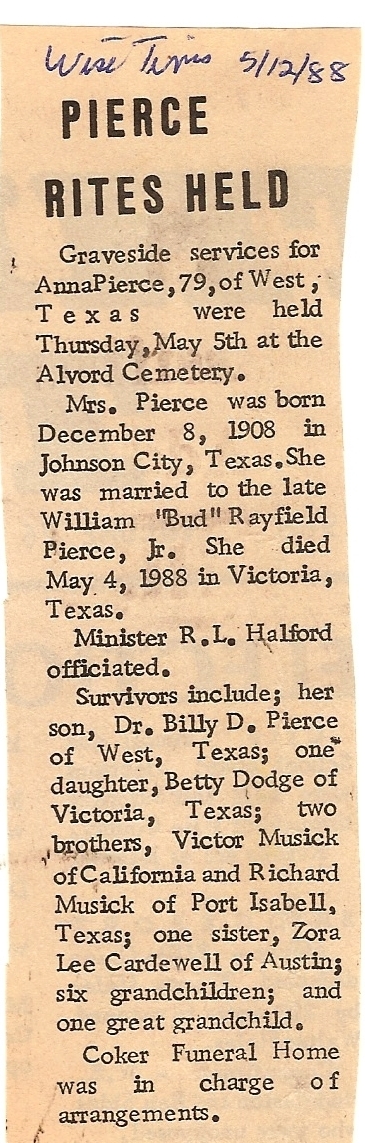 Wise Times 5/12/88
PIERCE
RITES HELD
Graveside services for
AnnaPierce, 79, of West,
Texas were held
Thursday, May 5th at the
Alvord Cemetery.
Mrs. Pierce was born
December 8, 1908 in
Johnson City, Texas. She
was married to the late
William "Bud" Rayfield
Pierce, Jr. She died
May 4, 1988 in Victoria,
Texas.
Minister R.L. Halford
officiated.
Survivors include; her
son, Dr. Billy D. Pierce
of West, Texas; one
daughter, Betty Dodge of
Victoria, Texas; two
brothers, Victor Musick
of California and Richard
Musick of Port Isabell,
Texas; one sister, Zora
Lee Cardewell of Austin;
six grandchildren; and
one great grandchild.
Coker Funeral Home
was in charge of
arrangements.